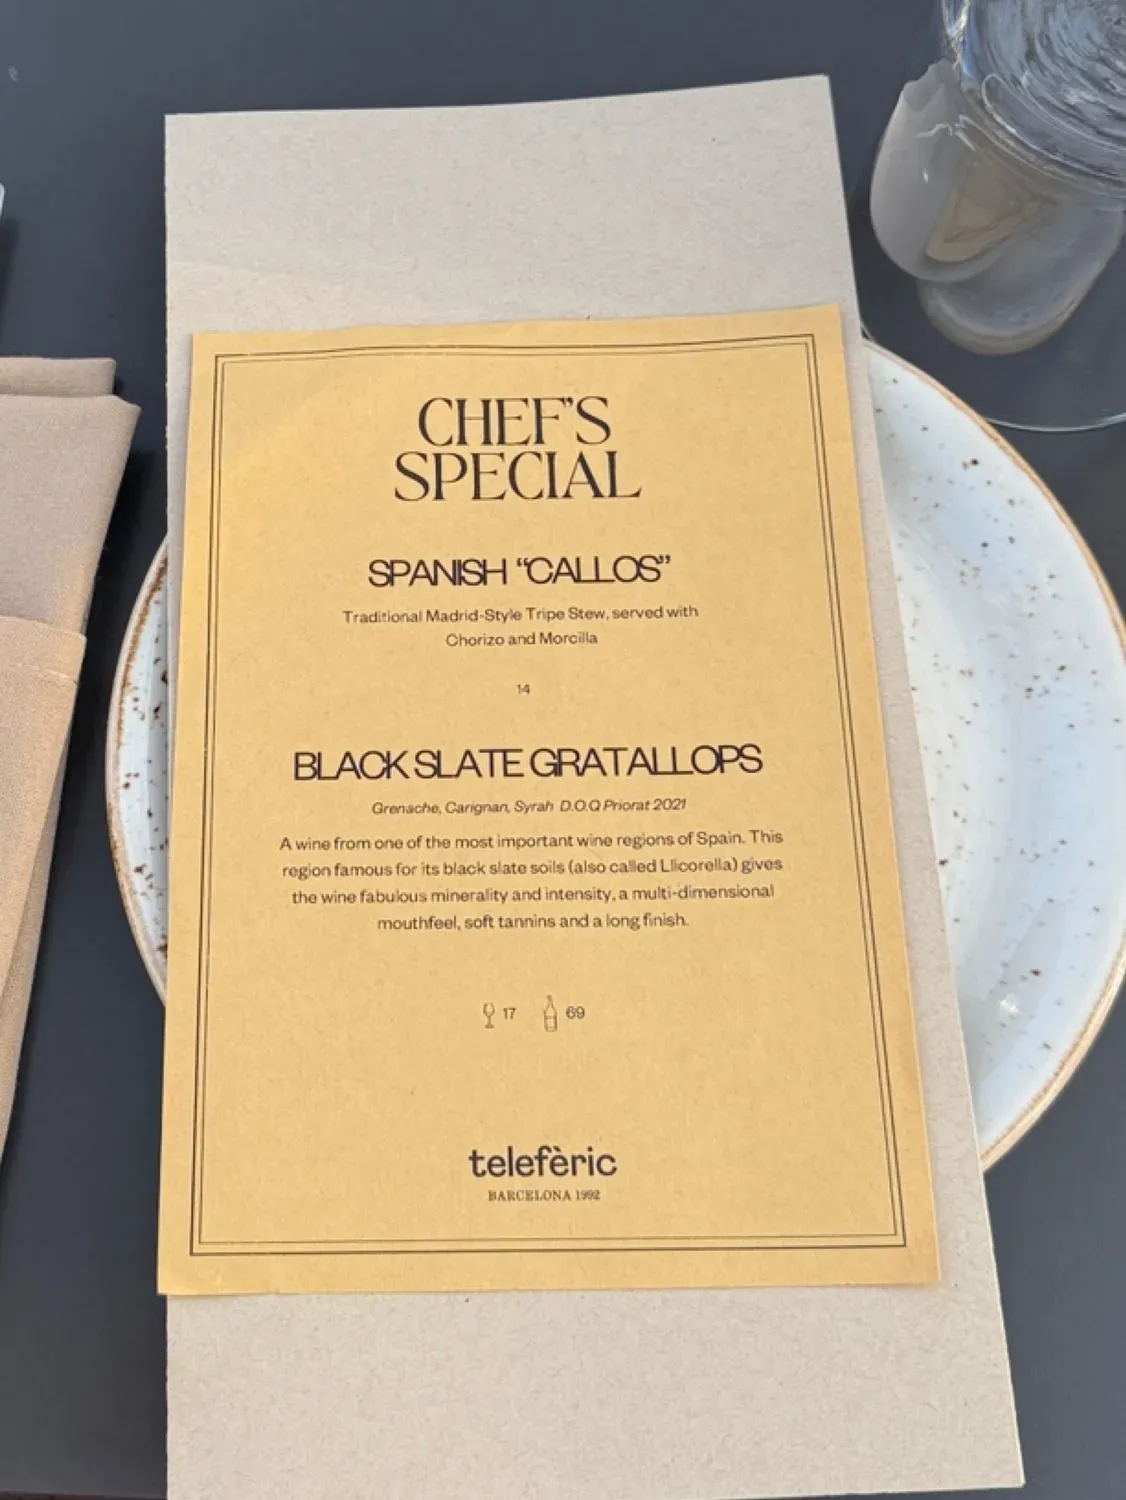 CHEF'S
SPECIAL
SPANISH “CALLOS”
Traditional Madrid-Style Tripe Stew, served with
Chorizo and Morcilla
14
BLACK SLATE GRATALLOPS
Grenache, Carignan, Syrah D.O.Q Priorat 2021
A wine from one of the most important wine regions of Spain. This
region famous for its black slate soils (also called Llicorella) gives
the wine fabulous minerality and intensity, a multi-dimensional
mouthfeel, soft tannins and a long finish.
17 69
telefèric
BARCELONA 1992